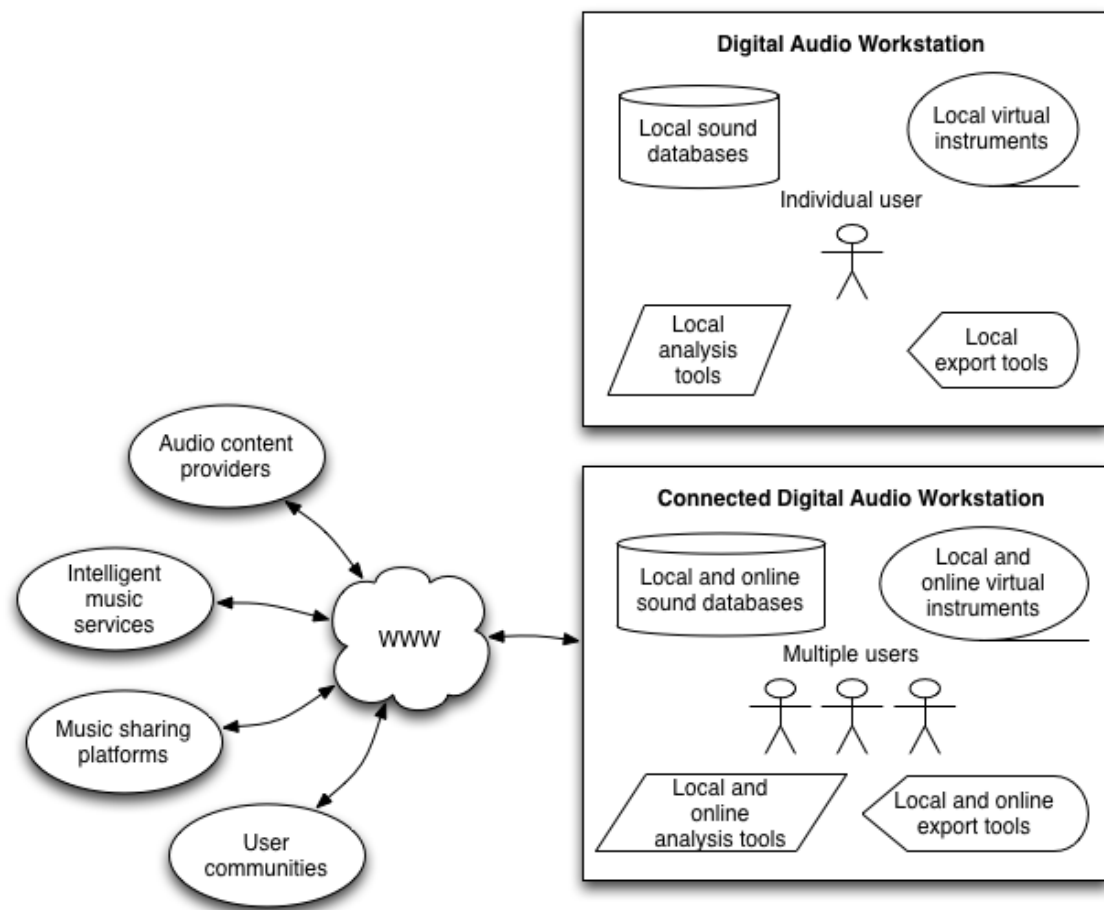 Digital Audio Workstation
Local sound
databases
Local virtual
instruments
Individual user
Local
analysis
tools
Local
export tools
Audio content
providers
Intelligent
music
services
Music sharing
platforms
User
communities
www
Connected Digital Audio Workstation
Local and online
sound databases
Local and
online virtual
instruments
Multiple users
Local and
online
analysis tools
Local and online
export tools